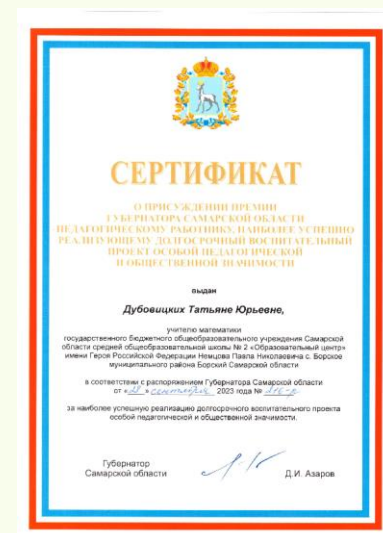 СЕРТИФИКАТ
О ПРИСУЖДЕНИИ ПРЕМИИ
ГУБЕРНАТОРА САМАРСКОЙ ОБЛАСТИ
ПЕДАГОГИЧЕСКОМУ РАБОТНИКУ, НАИБОЛЕЕ УСПЕШНО
РЕАЛИЗУЮЩЕМУ ДОЛГОСРОЧНЫЙ ВОСПИТАТЕЛЬНЫЙ
ПРОЕКТ ОСОБОЙ ПЕДАГОГИЧЕСКОЙ
И ОБЩЕСТВЕННОЙ ЗНАЧИМОСТИ
выдан
Дубовицких Татьяне Юрьевне,
учителю математики
государственного бюджетного общеобразовательного учреждения Самарской
области средней общеобразовательной школы № 2 «Образовательный центр»
имени Героя Российской Федерации Немцова Павла Николаевича с. Борское
муниципального района Борский Самарской области
в соответствии с распоряжением Губернатора Самарской области
от « » сентября 2023 года №
за наиболее успешную реализацию долгосрочного воспитательного проекта
особой педагогической и общественной значимости.
Губернатор
Самарской области
Д.И. Азаров